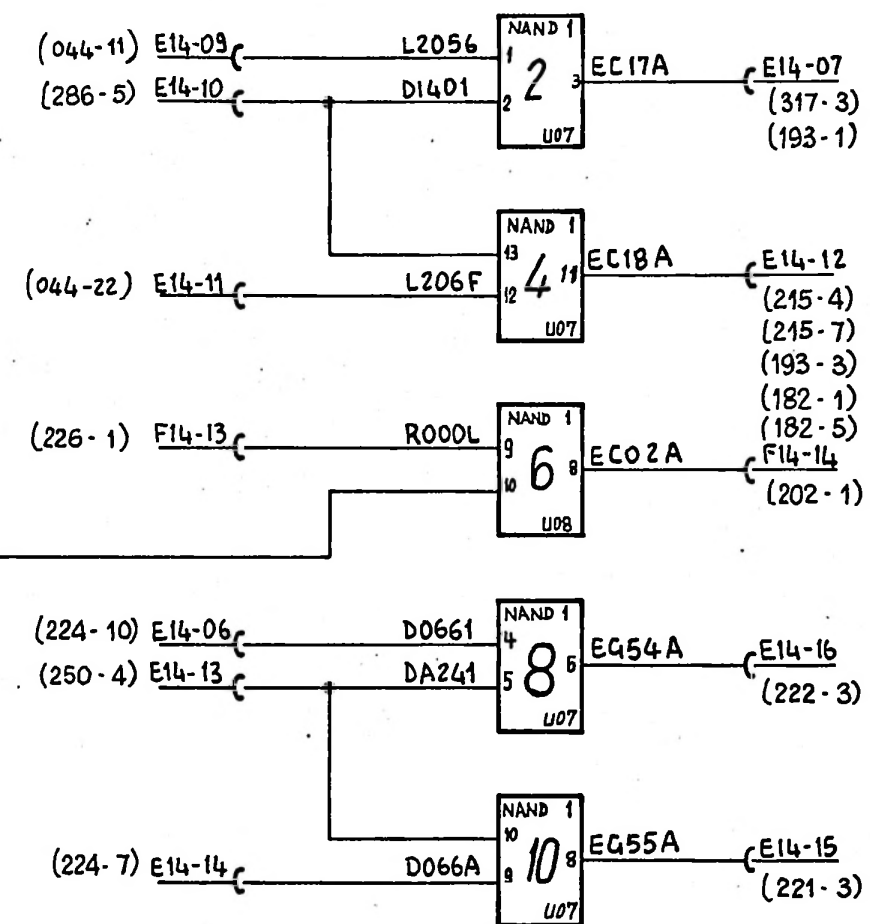 NAND 1
(044-11) E14-09 L2056 1 2 3 EC17A E14-07
(286-5) E14-10 DI401 2 (317-3)
U07 (193-1)
NAND 1
13 4 11 EC18A E14-12
(044-22) E14-11 L206F 12 (215-4)
U07 (215-7)
(193-3)
(182-1)
NAND 1 (182-5)
(226-1) F14-13 R000L 9 6 8 EC02A F14-14
10 (202-1)
U08
NAND 1
(224-10) E14-06 D0661 4 8 6 EG54A E14-16
(250-4) E14-13 DA241 5 (222-3)
U07
NAND 1
10 10 8 EG55A E14-15
(224-7) E14-14 D066A 9 (221-3)
U07